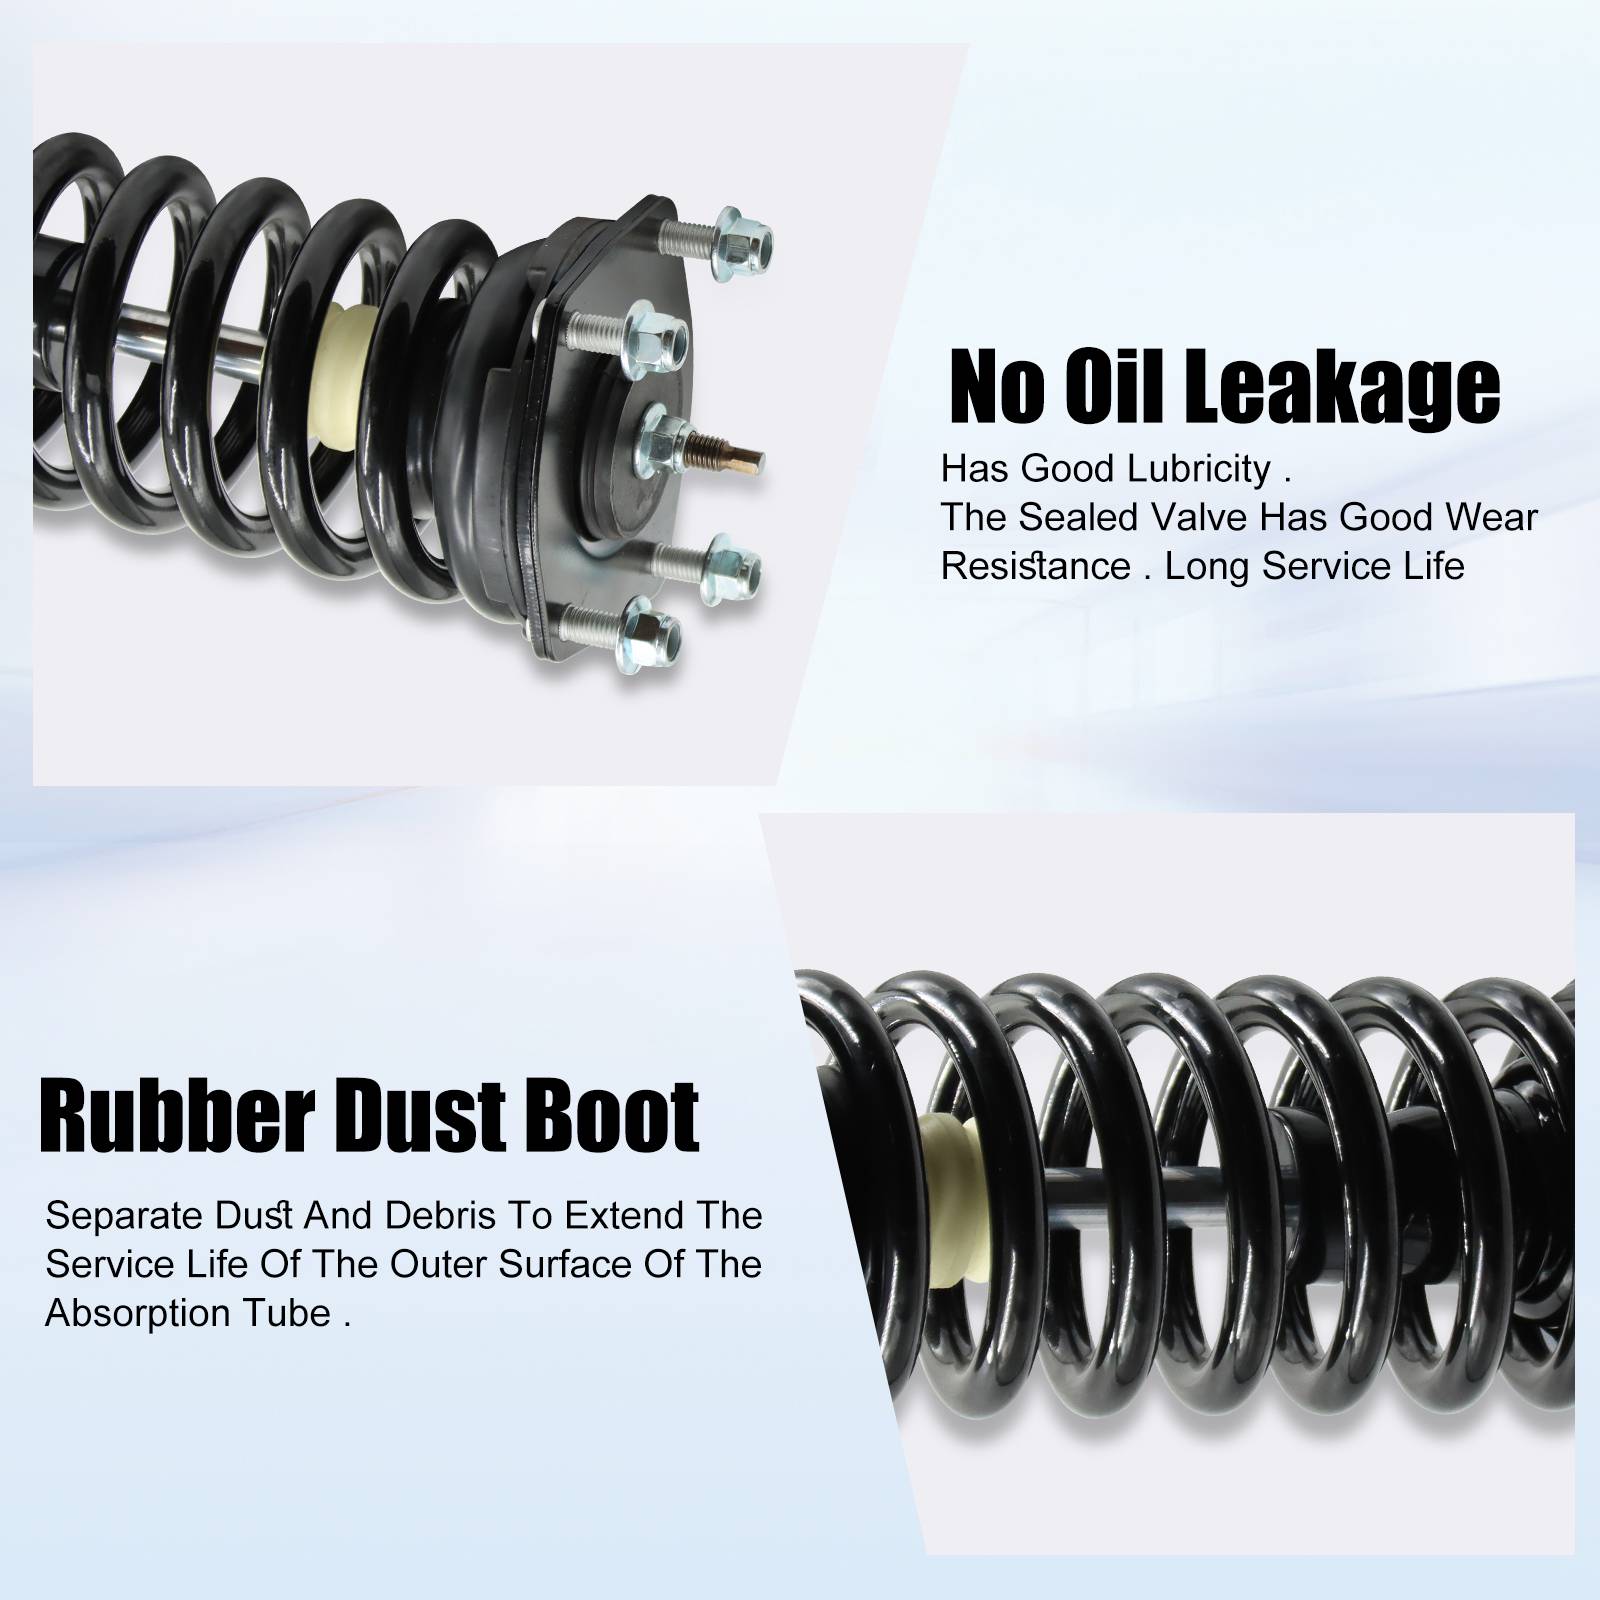 No Oil Leakage
Has Good Lubricity .
The Sealed Valve Has Good Wear
Resistance . Long Service Life
Rubber Dust Boot
Separate Dust And Debris To Extend The
Service Life Of The Outer Surface Of The
Absorption Tube .